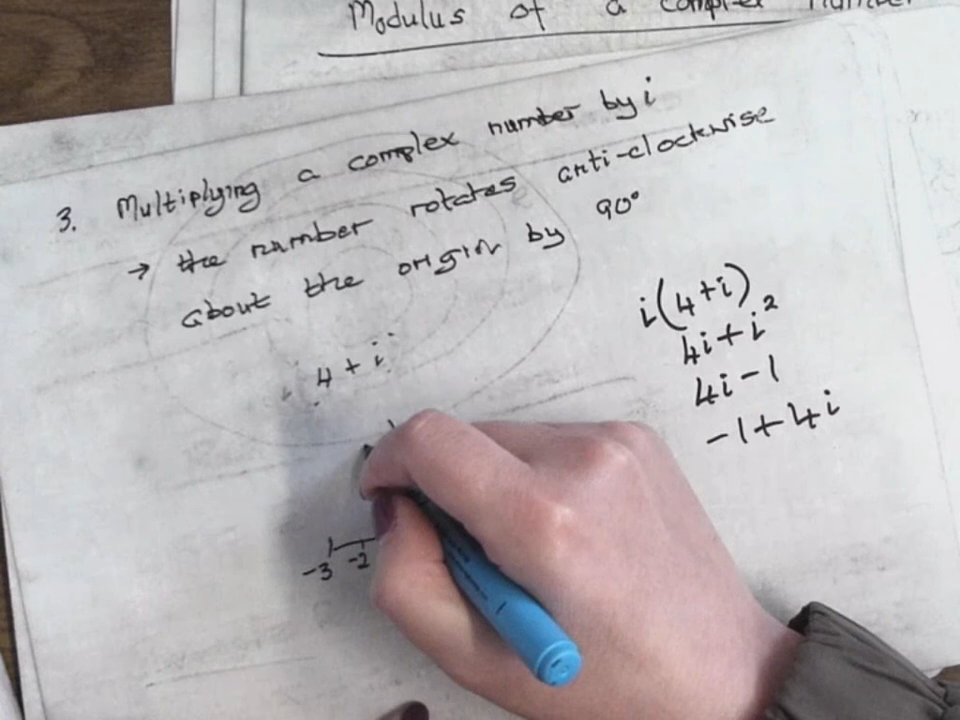 Modulus of a complex number
3. Multiplying a complex number by i
→ the number rotates anti-clockwise
about the origin by 90°
4 + i
i(4+i)
4i + i²
4i - 1
-1 + 4i
-3 -2